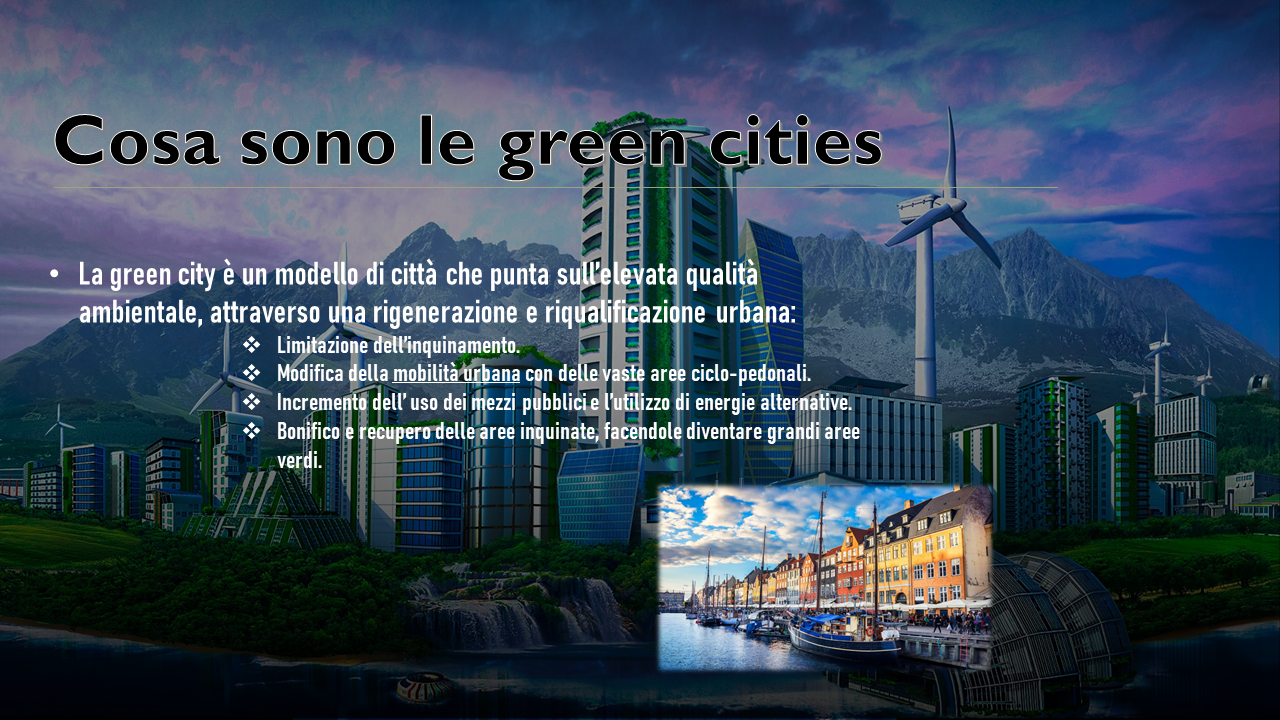 Cosa sono le green cities
• La green city è un modello di città che punta sull'elevata qualità
ambientale, attraverso una rigenerazione e riqualificazione urbana:
❖ Limitazione dell'inquinamento.
❖ Modifica della mobilità urbana con delle vaste aree ciclo-pedonali.
❖ Incremento dell' uso dei mezzi pubblici e l'utilizzo di energie alternative.
❖ Bonifico e recupero delle aree inquinate, facendole diventare grandi aree
verdi.